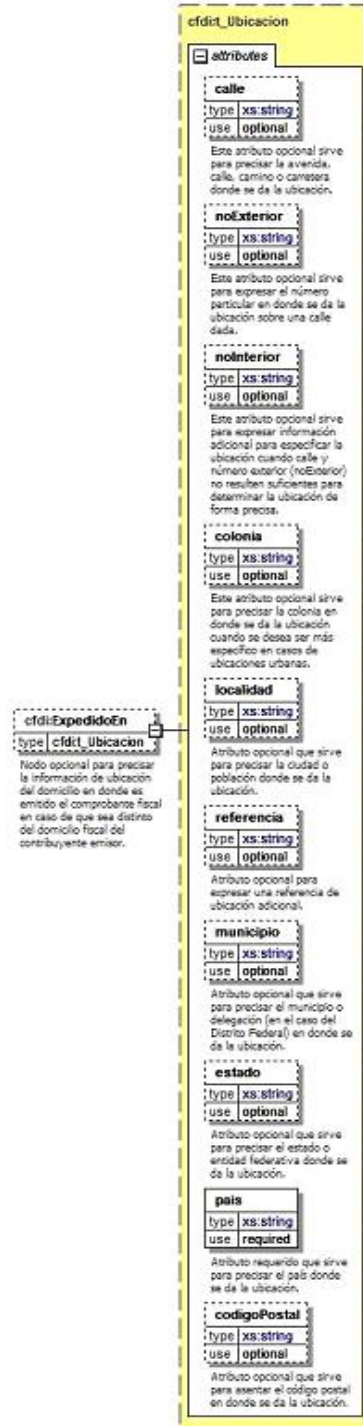 cfdi:t_Ubicacion
attributes
calle
type xs:string
use optional
Este atributo opcional sirve
para precisar la avenida,
calle, camino o carretera
donde se da la ubicación.
noExterior
type xs:string
use optional
Este atributo opcional sirve
para expresar el número
particular en donde se da la
ubicación sobre una calle
dada.
noInterior
type xs:string
use optional
Este atributo opcional sirve
para expresar información
adicional para especificar la
ubicación cuando calle y
número exterior (noExterior)
no resulten suficientes para
determinar la ubicación de
forma precisa.
colonia
type xs:string
use optional
Este atributo opcional sirve
para precisar la colonia en
donde se da la ubicación
cuando se desea ser más
específico en casos de
ubicaciones urbanas.
localidad
type xs:string
use optional
Atributo opcional que sirve
para precisar la ciudad o
población donde se da la
ubicación.
cfdi:ExpedidoEn
type cfdi:t_Ubicacion
Nodo opcional para precisar
la información de ubicación
del domicilio en donde es
emitido el comprobante fiscal
en caso de que sea distinto
del domicilio fiscal del
contribuyente emisor.
referencia
type xs:string
use optional
Atributo opcional para
expresar una referencia de
ubicación adicional.
municipio
type xs:string
use optional
Atributo opcional que sirve
para precisar el municipio o
delegación (en el caso del
Distrito Federal) en donde se
da la ubicación.
estado
type xs:string
use optional
Atributo opcional que sirve
para precisar el estado o
entidad federativa donde se
da la ubicación.
pais
type xs:string
use required
Atributo requerido que sirve
para precisar el país donde
se da la ubicación.
codigoPostal
type xs:string
use optional
Atributo opcional que sirve
para asentar el código postal
en donde se da la ubicación.